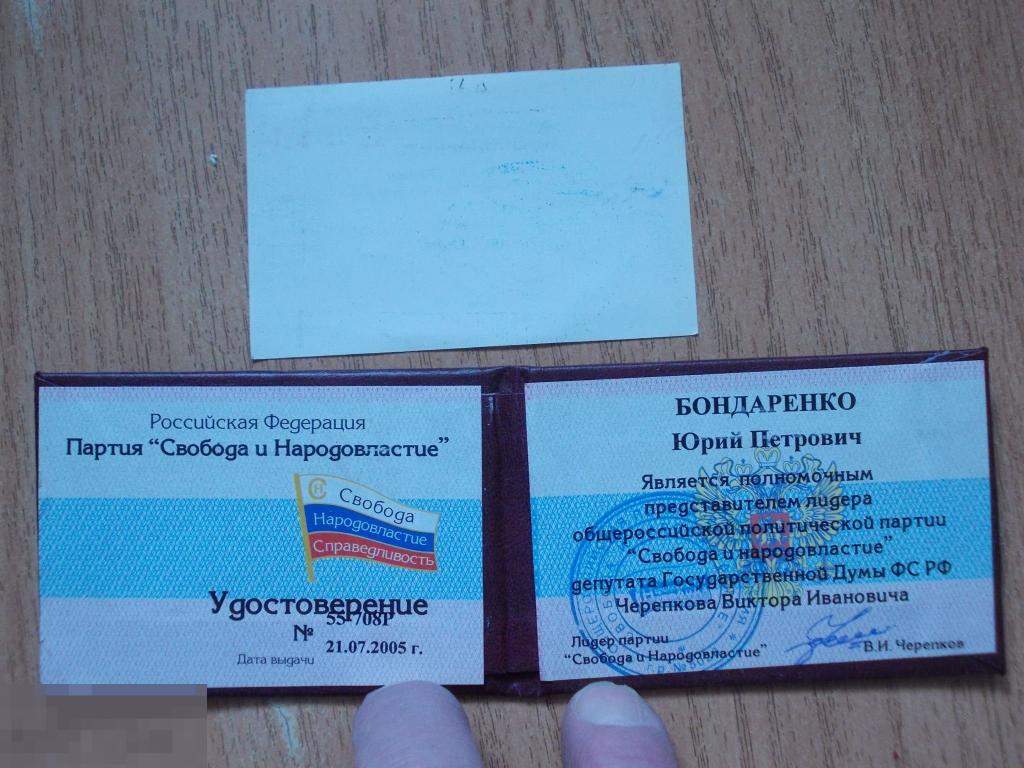 Российская Федерация
Партия “Свобода и Народовластие”
Свобода
Народовластие
Справедливость
Удостоверение
№ 55-708Р
Дата выдачи 21.07.2005 г.
БОНДАРЕНКО
Юрий Петрович
Является полномочным
представителем лидера
общероссийской политической партии
“Свобода и народовластие”
депутата Государственной Думы ФС РФ
Черепкова Виктора Ивановича
Лидер партии
“Свобода и Народовластие”
В.И. Черепков